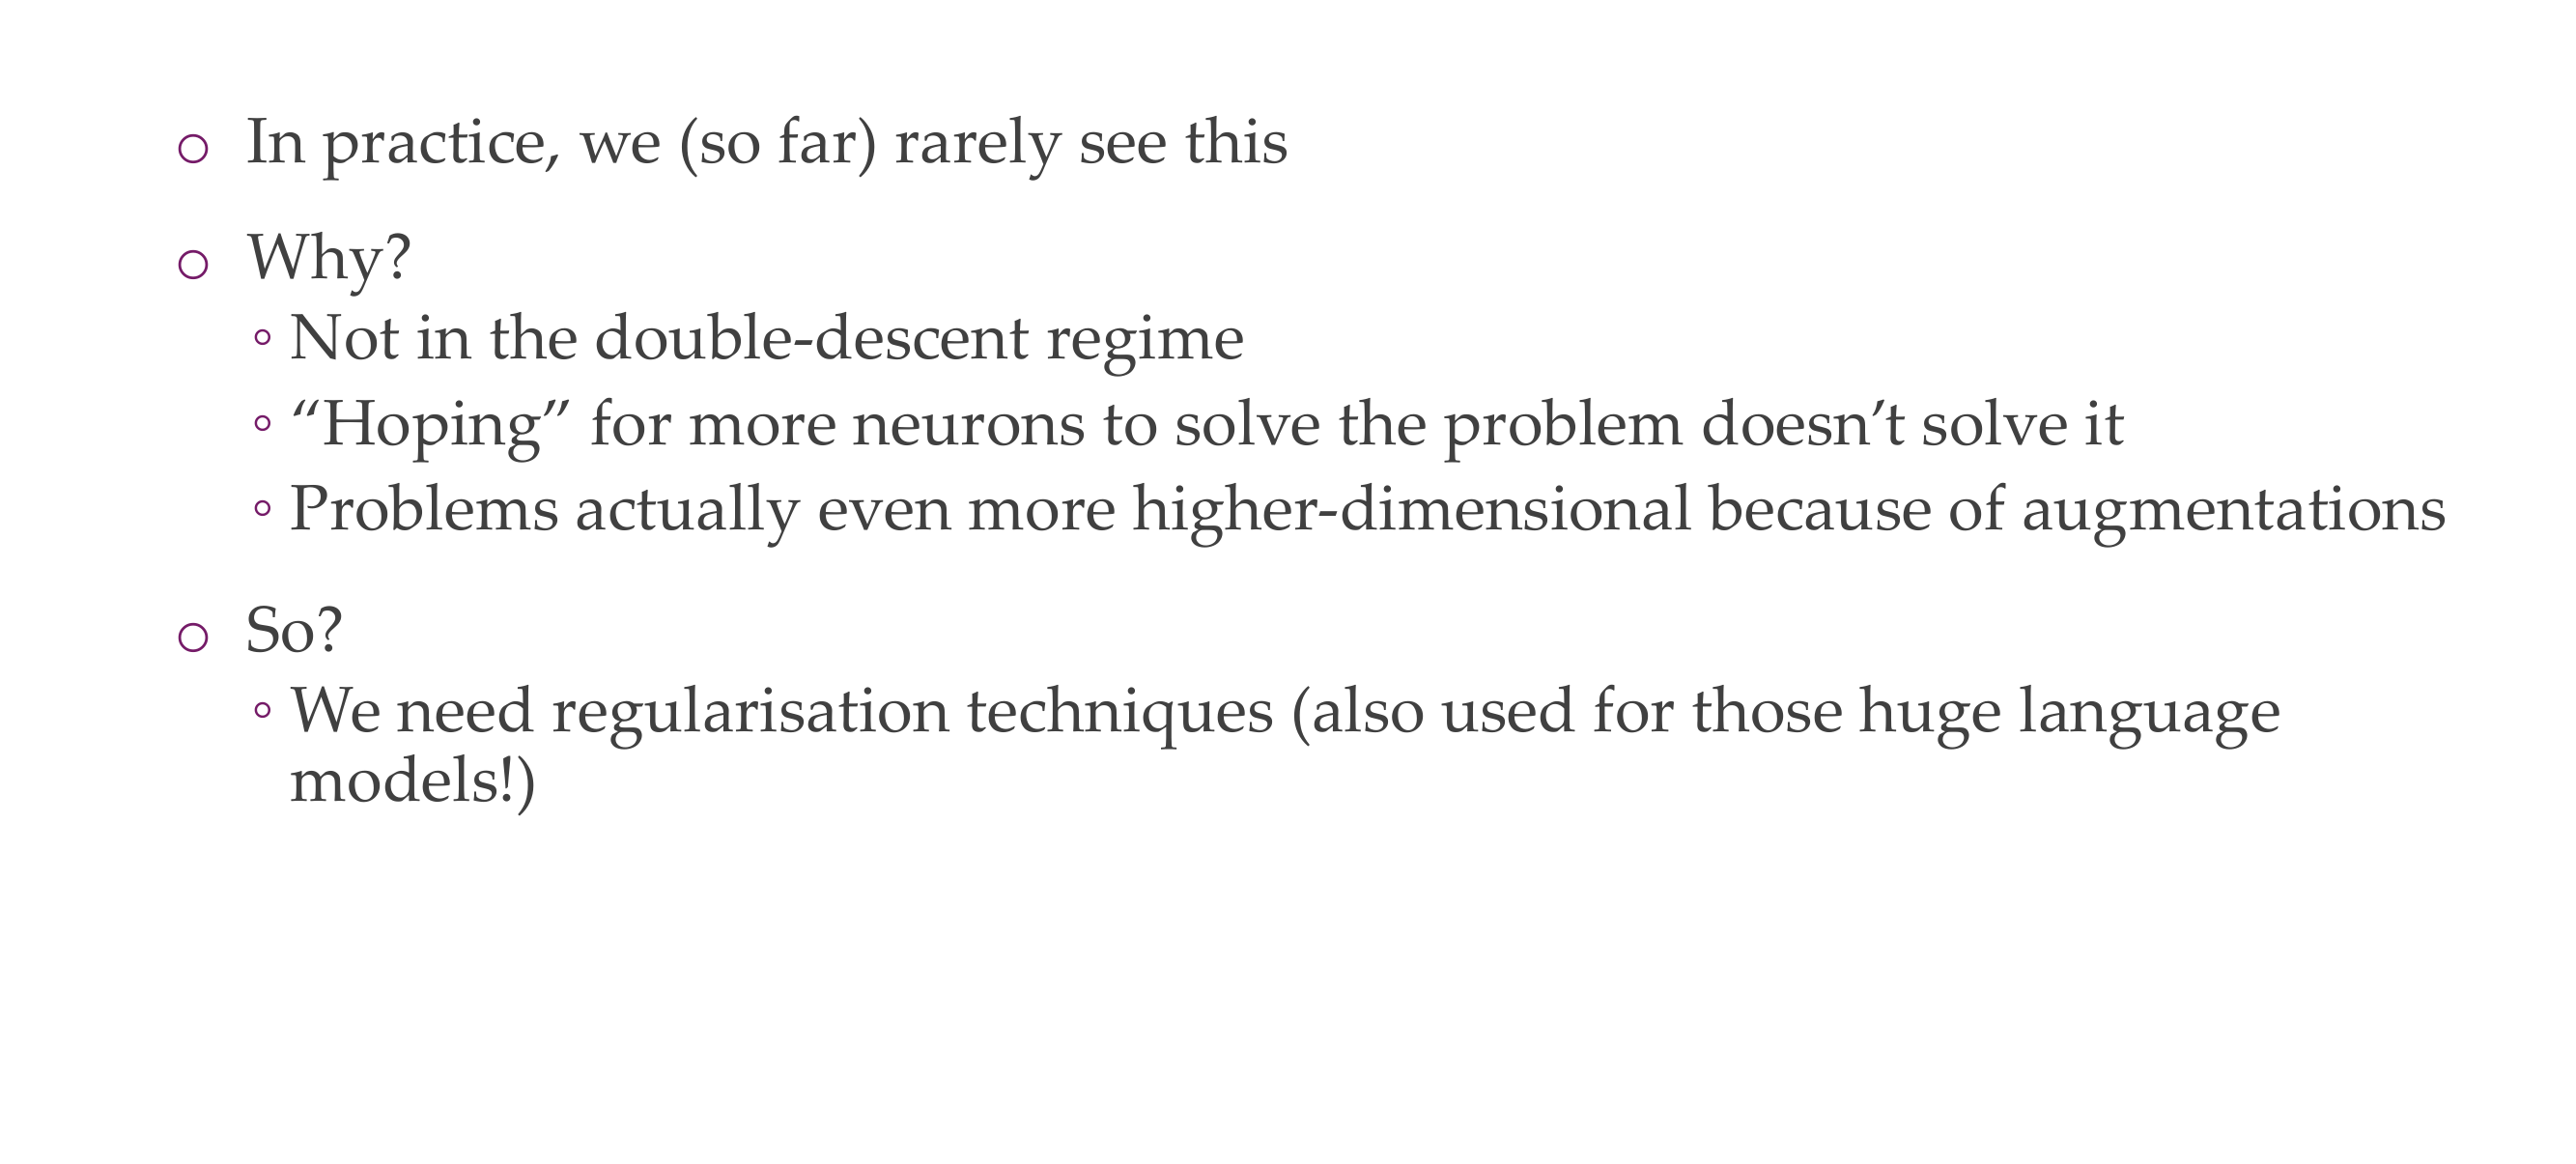 In practice, we (so far) rarely see this
Why?
Not in the double-descent regime
“Hoping” for more neurons to solve the problem doesn’t solve it
Problems actually even more higher-dimensional because of augmentations
So?
We need regularisation techniques (also used for those huge language
models!)